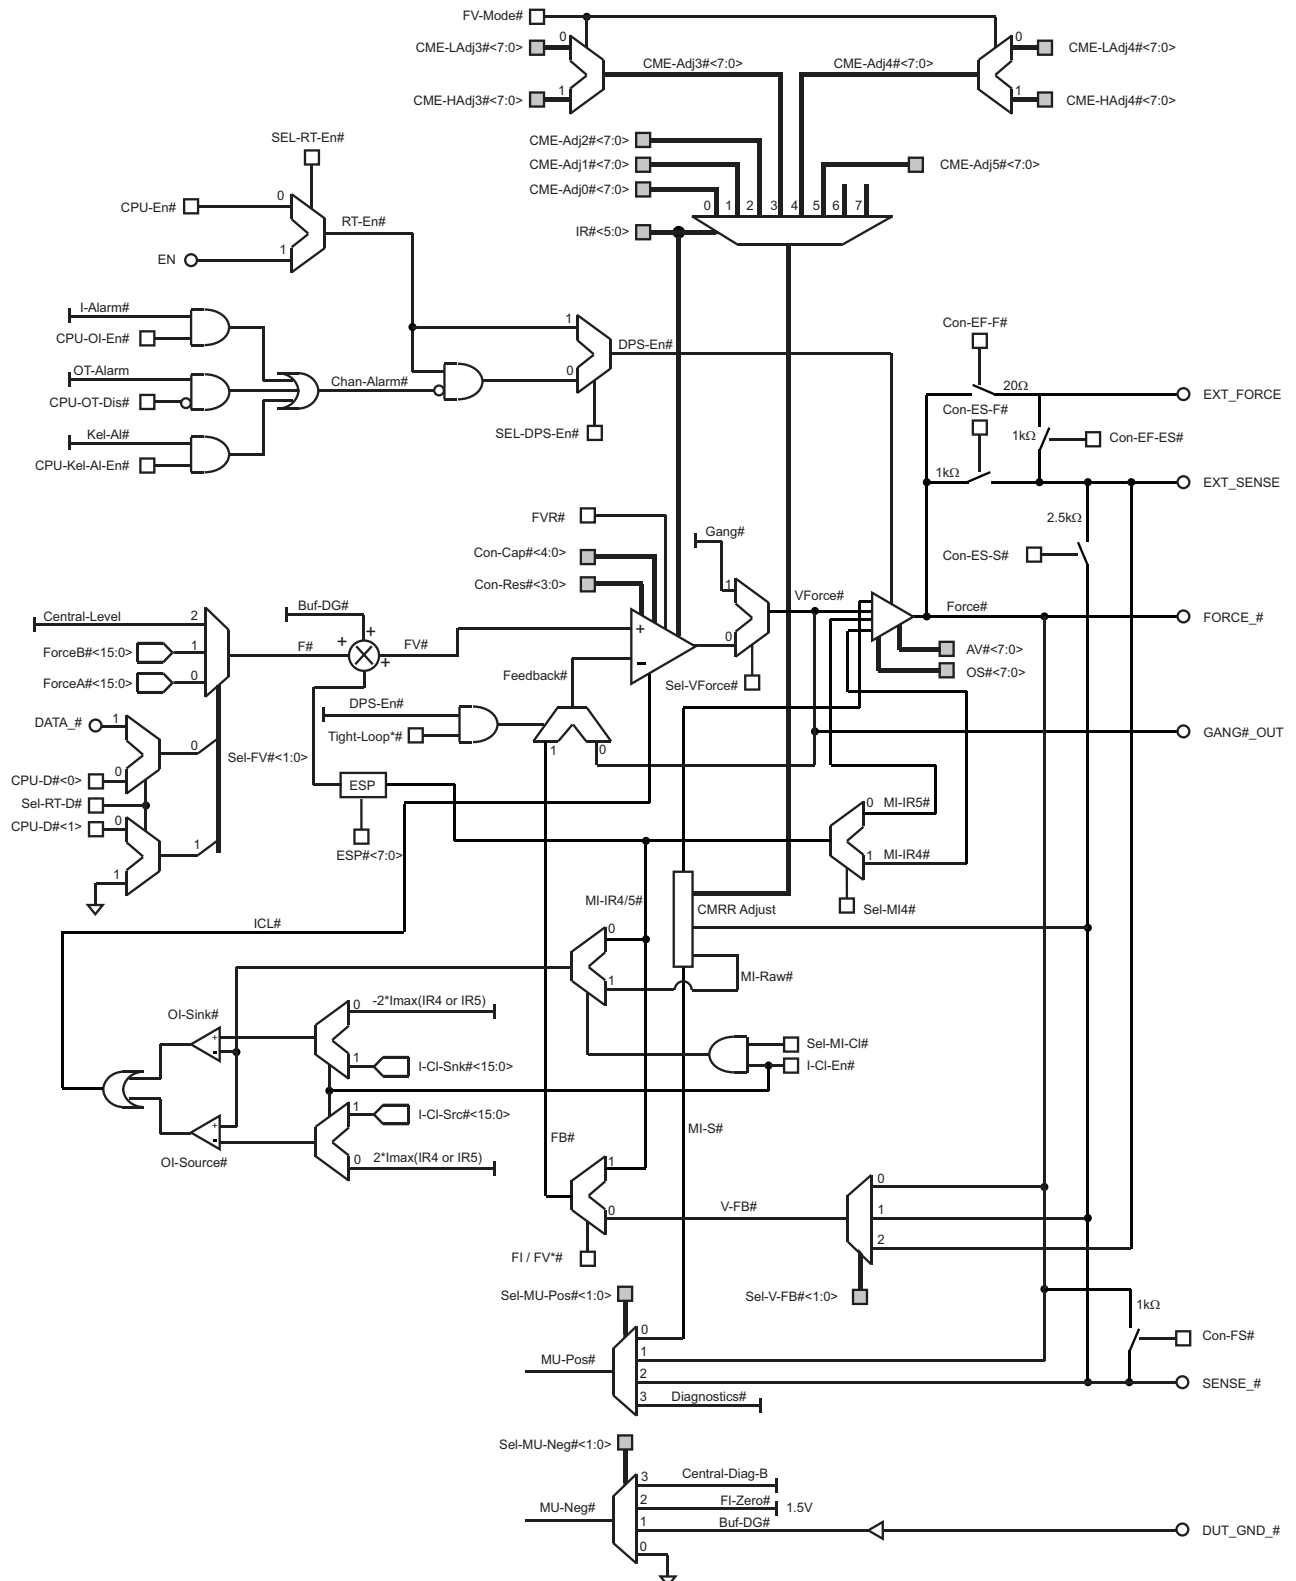 FV-Mode#
0
CME-LAdj3#<7:0>
CME-HAdj3#<7:0>
1
CME-Adj3#<7:0>
CME-Adj4#<7:0>
0
CME-LAdj4#<7:0>
1
CME-HAdj4#<7:0>
CME-Adj2#<7:0>
CME-Adj1#<7:0>
CME-Adj0#<7:0>
CME-Adj5#<7:0>
0 1 2 3 4 5 6 7
IR#<5:0>
SEL-RT-En#
CPU-En#
0
RT-En#
EN
1
I-Alarm#
CPU-OI-En#
OT-Alarm
CPU-OT-Dis#
Kel-Al#
CPU-Kel-Al-En#
Chan-Alarm#
1
0
DPS-En#
SEL-DPS-En#
Con-EF-F#
20Ω
EXT_FORCE
Con-ES-F#
1kΩ
Con-EF-ES#
1kΩ
EXT_SENSE
2.5kΩ
Con-ES-S#
FVR#
Con-Cap#<4:0>
Con-Res#<3:0>
Gang#
1
0
Sel-VForce#
VForce#
Force#
FORCE_#
AV#<7:0>
OS#<7:0>
Central-Level
2
ForceB#<15:0>
1
ForceA#<15:0>
0
F#
Buf-DG#
+
+
+
FV#
+
-
Feedback#
DPS-En#
Tight-Loop*#
1
0
GANG#_OUT
DATA_#
1
0
0
CPU-D#<0>
Sel-RT-D#
CPU-D#<1>
0
1
1
Sel-FV#<1:0>
ESP
ESP#<7:0>
0
MI-IR5#
1
MI-IR4#
Sel-MI4#
CMRR Adjust
MI-IR4/5#
0
1
MI-Raw#
ICL#
OI-Sink#
+
-
0
-2*Imax(IR4 or IR5)
1
I-Cl-Snk#<15:0>
Sel-MI-Cl#
I-Cl-En#
1
I-Cl-Src#<15:0>
0
2*Imax(IR4 or IR5)
+
-
OI-Source#
FB#
MI-S#
1
0
V-FB#
0
1
2
FI / FV*#
Sel-V-FB#<1:0>
Sel-MU-Pos#<1:0>
0
MU-Pos#
1
2
3
Diagnostics#
1kΩ
Con-FS#
SENSE_#
Sel-MU-Neg#<1:0>
3
Central-Diag-B
MU-Neg#
2
FI-Zero#
1.5V
1
Buf-DG#
0
DUT_GND_#